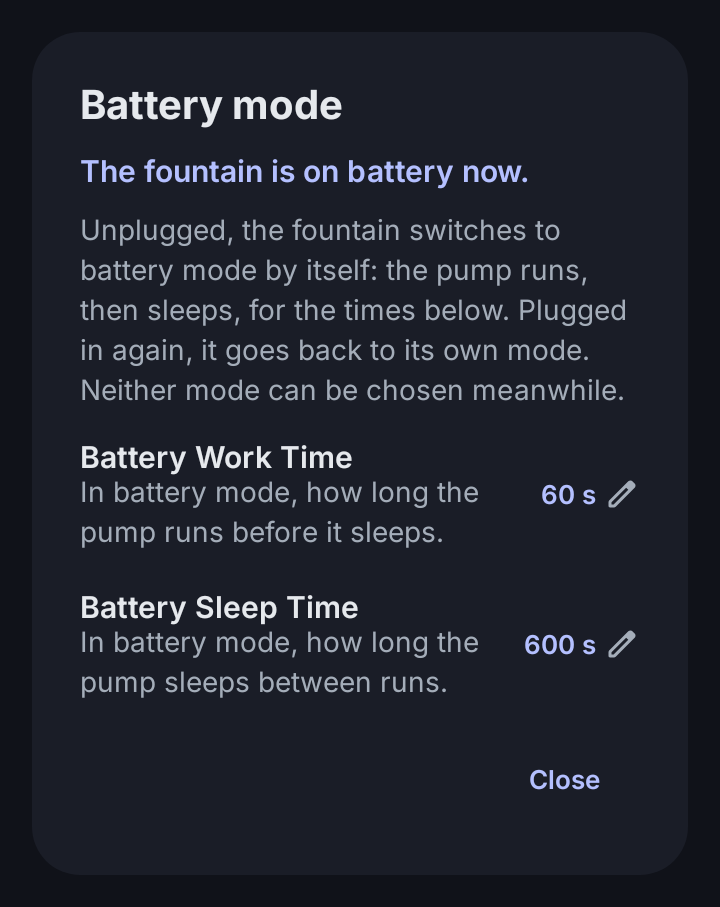 Battery mode
The fountain is on battery now.
Unplugged, the fountain switches to
battery mode by itself: the pump runs,
then sleeps, for the times below. Plugged
in again, it goes back to its own mode.
Neither mode can be chosen meanwhile.
Battery Work Time
In battery mode, how long the
pump runs before it sleeps.
60 s
Battery Sleep Time
In battery mode, how long the
pump sleeps between runs.
600 s
Close